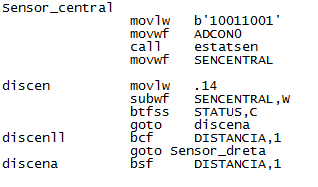 Sensor_central
movlw b'10011001'
movwf ADCON0
call estatsen
movwf SENCENTRAL
discen movlw .14
subwf SENCENTRAL,W
btfss STATUS,C
goto discena
discenll bcf DISTANCIA,1
goto Sensor_dreta
discena bsf DISTANCIA,1